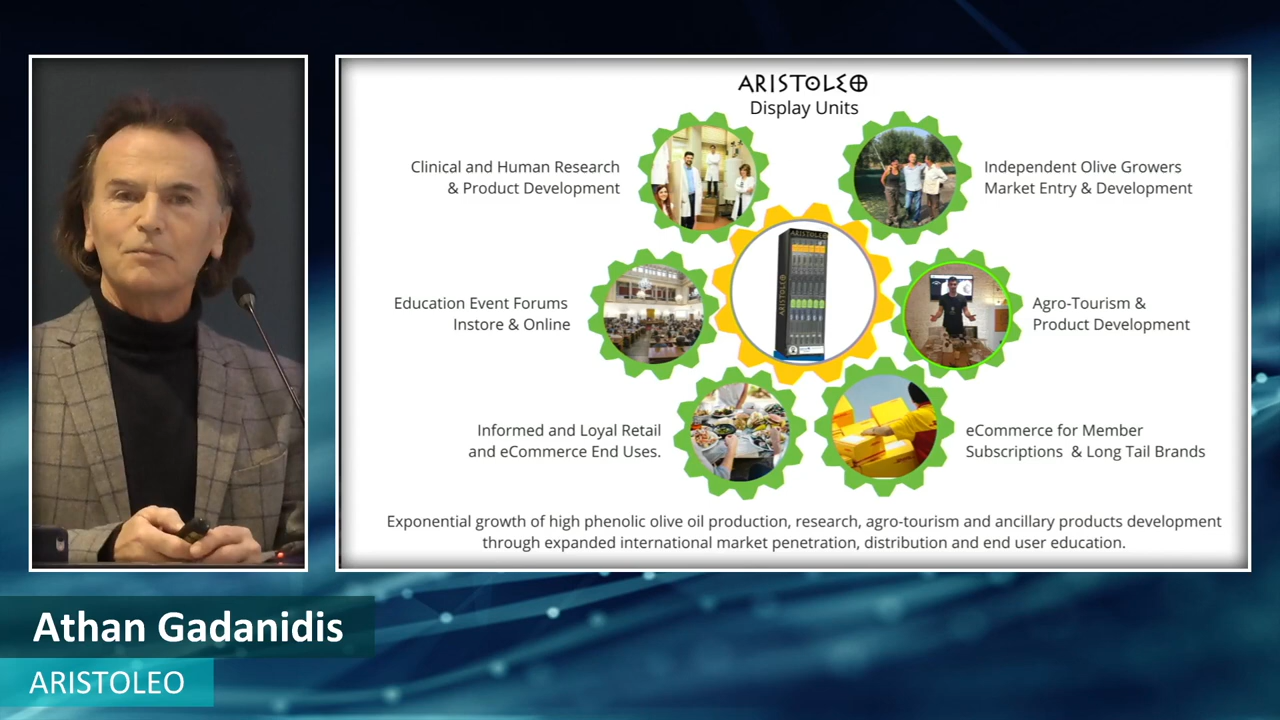 ARISTOLEO
Display Units
Clinical and Human Research
& Product Development
Independent Olive Growers
Market Entry & Development
ARISTOLEO
ARISTOLEO
Education Event Forums
Instore & Online
Agro-Tourism &
Product Development
Informed and Loyal Retail
and eCommerce End Uses.
eCommerce for Member
Subscriptions & Long Tail Brands
Exponential growth of high phenolic olive oil production, research, agro-tourism and ancillary products development
through expanded international market penetration, distribution and end user education.
Athan Gadanidis
ARISTOLEO